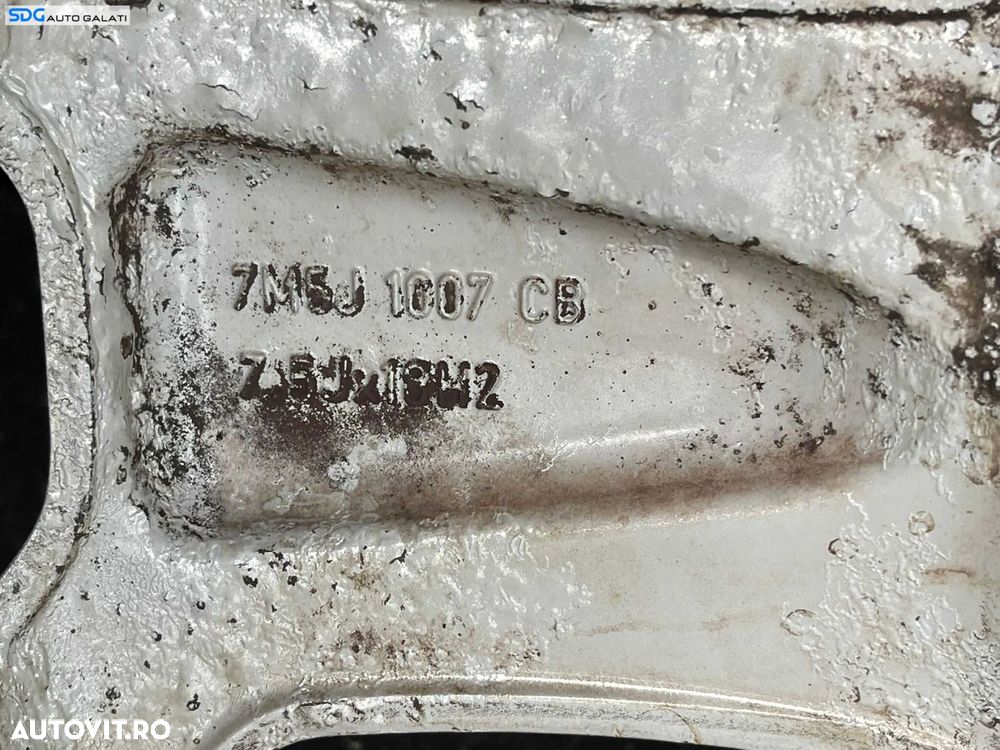 SDG AUTO GALATI
7M5J 1007 CB
7.5Jx18H2
AUTOVIT.RO